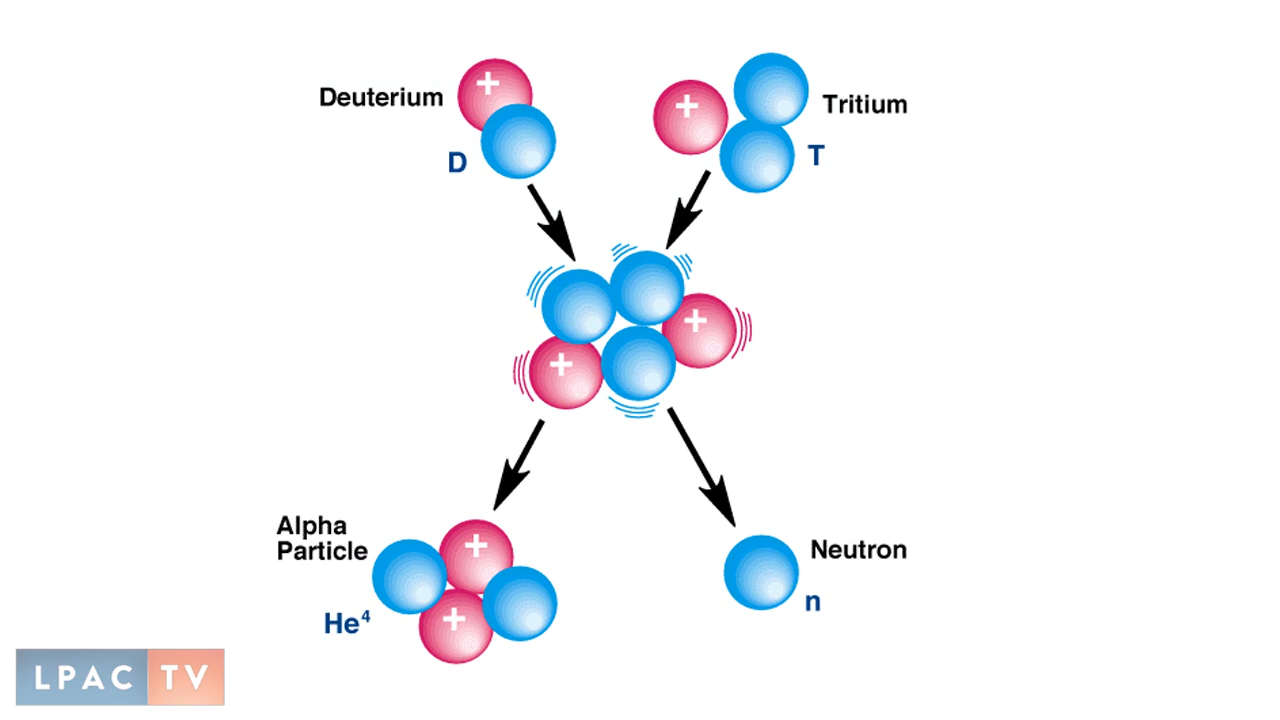 Deuterium
D
+
+
Tritium
T
+
+
Alpha
Particle
He⁴
+
+
Neutron
n
LPAC TV